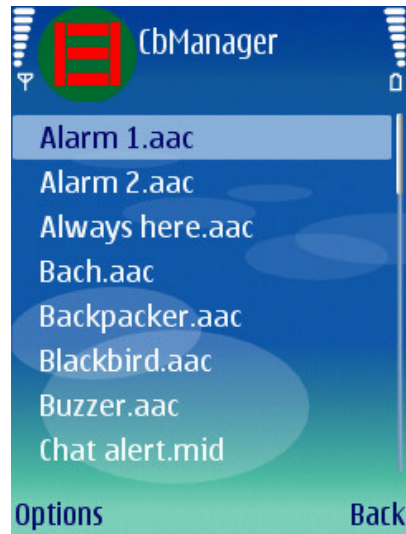 CbManager
Alarm 1.aac
Alarm 2.aac
Always here.aac
Bach.aac
Backpacker.aac
Blackbird.aac
Buzzer.aac
Chat alert.mid
Options Back